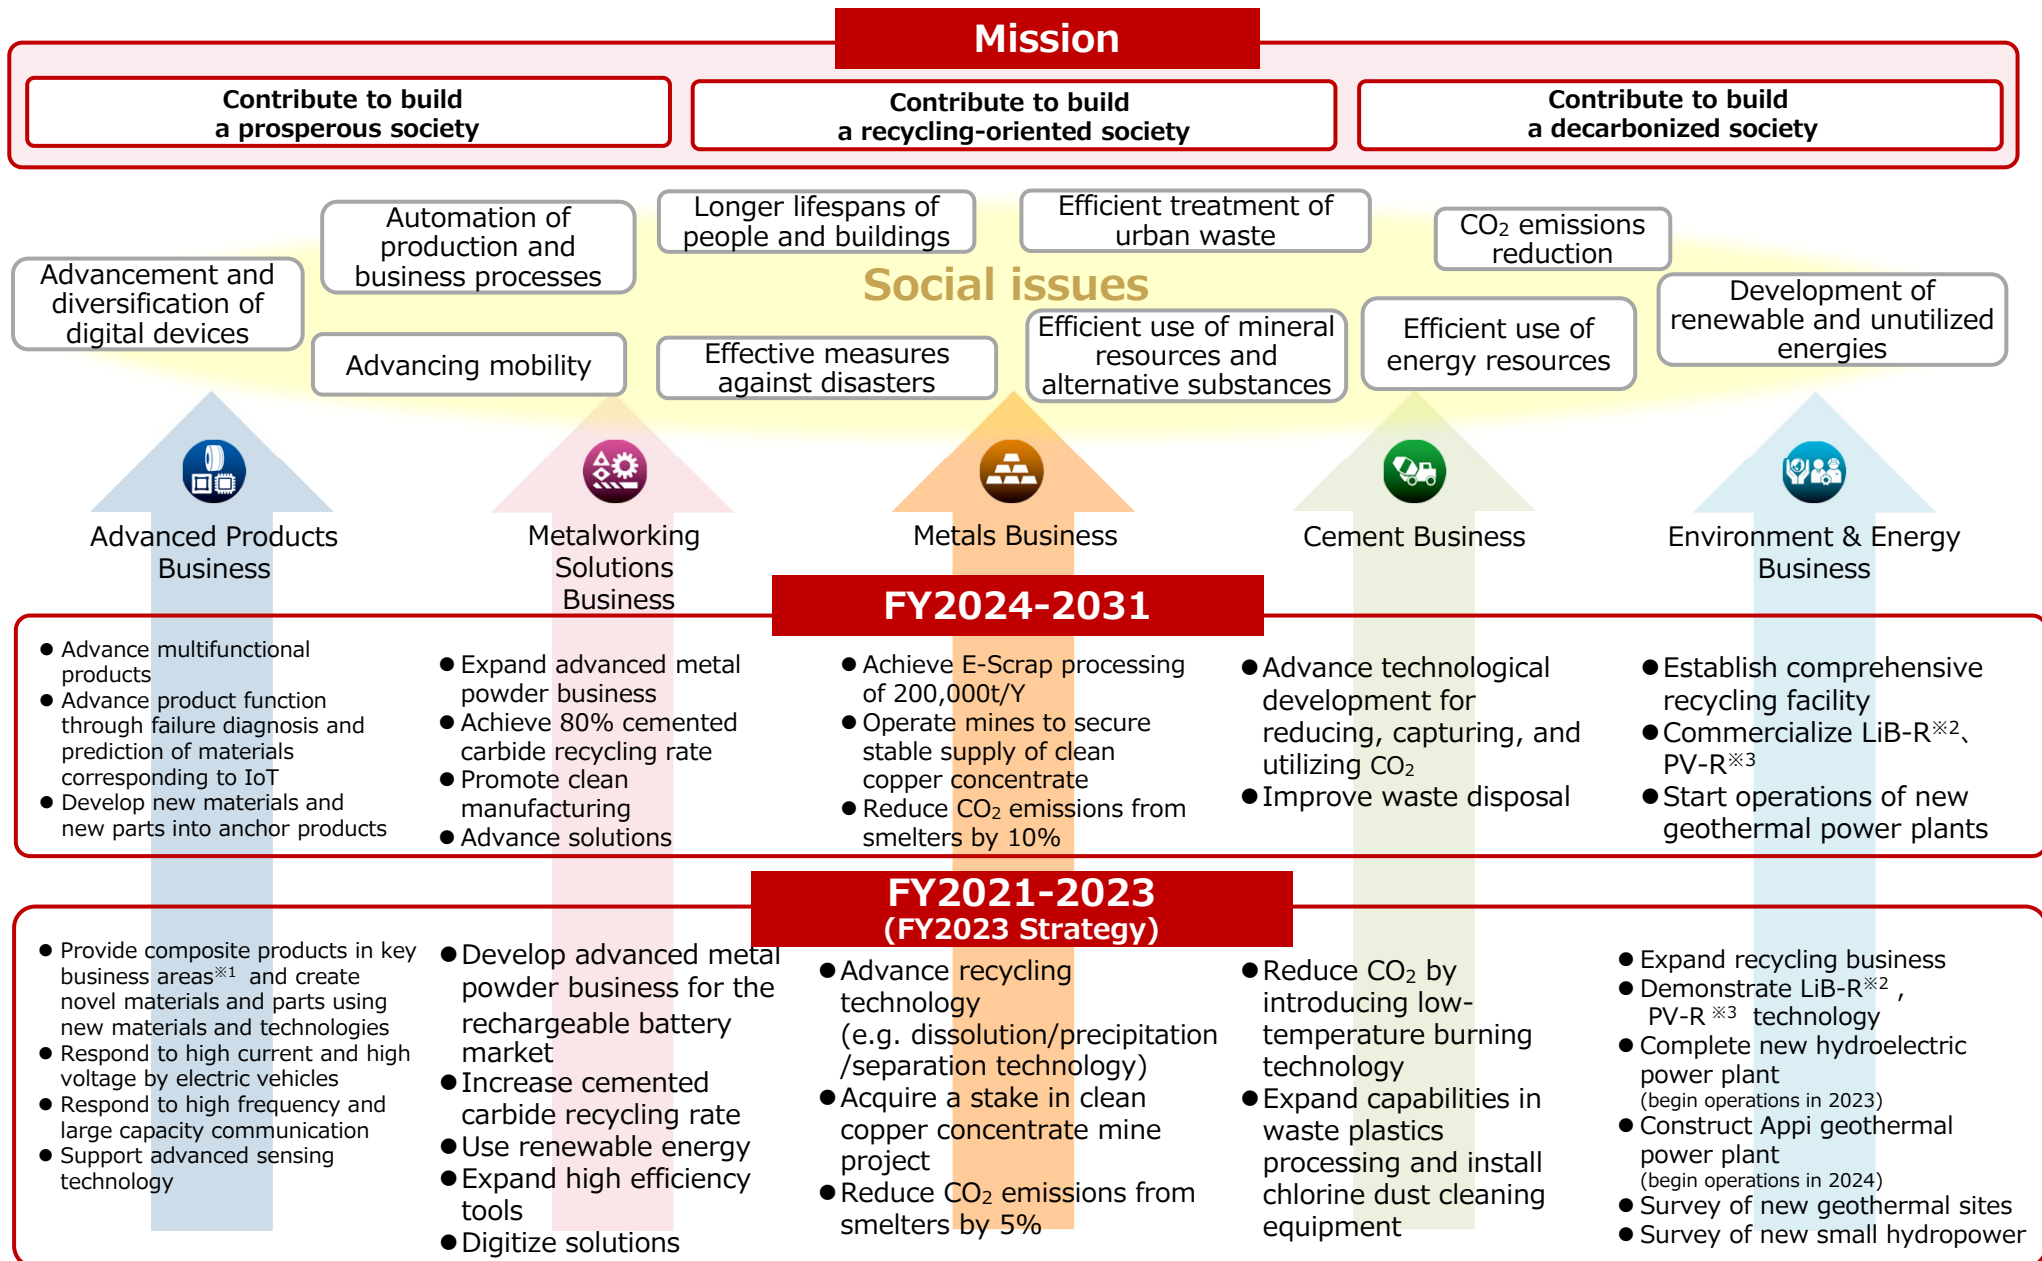 Mission
Contribute to build
a prosperous society
Contribute to build
a recycling-oriented society
Contribute to build
a decarbonized society
Social issues
Advancement and
diversification of
digital devices
Automation of
production and
business processes
Advancing mobility
Longer lifespans of
people and buildings
Effective measures
against disasters
Efficient treatment of
urban waste
Efficient use of mineral
resources and
alternative substances
CO₂ emissions
reduction
Efficient use of
energy resources
Development of
renewable and unutilized
energies
Advanced Products
Business
Metalworking
Solutions
Business
Metals Business
Cement Business
Environment & Energy
Business
FY2024-2031
● Advance multifunctional
products
● Advance product function
through failure diagnosis and
prediction of materials
corresponding to IoT
● Develop new materials and
new parts into anchor products
● Expand advanced metal
powder business
● Achieve 80% cemented
carbide recycling rate
● Promote clean
manufacturing
● Advance solutions
● Achieve E-Scrap processing
of 200,000t/Y
● Operate mines to secure
stable supply of clean
copper concentrate
● Reduce CO₂ emissions from
smelters by 10%
● Advance technological
development for
reducing, capturing, and
utilizing CO₂
● Improve waste disposal
● Establish comprehensive
recycling facility
● Commercialize LiB-R※2、
PV-R※3
● Start operations of new
geothermal power plants
FY2021-2023
(FY2023 Strategy)
● Provide composite products in key
business areas※1 and create
novel materials and parts using
new materials and technologies
● Respond to high current and high
voltage by electric vehicles
● Respond to high frequency and
large capacity communication
● Support advanced sensing
technology
● Develop advanced metal
powder business for the
rechargeable battery
market
● Increase cemented
carbide recycling rate
● Use renewable energy
● Expand high efficiency
tools
● Digitize solutions
● Advance recycling
technology
(e.g. dissolution/precipitation
/separation technology)
● Acquire a stake in clean
copper concentrate mine
project
● Reduce CO₂ emissions from
smelters by 5%
● Reduce CO₂ by
introducing low-
temperature burning
technology
● Expand capabilities in
waste plastics
processing and install
chlorine dust cleaning
equipment
● Expand recycling business
● Demonstrate LiB-R※2 ,
PV-R ※3 technology
● Complete new hydroelectric
power plant
(begin operations in 2023)
● Construct Appi geothermal
power plant
(begin operations in 2024)
● Survey of new geothermal sites
● Survey of new small hydropower